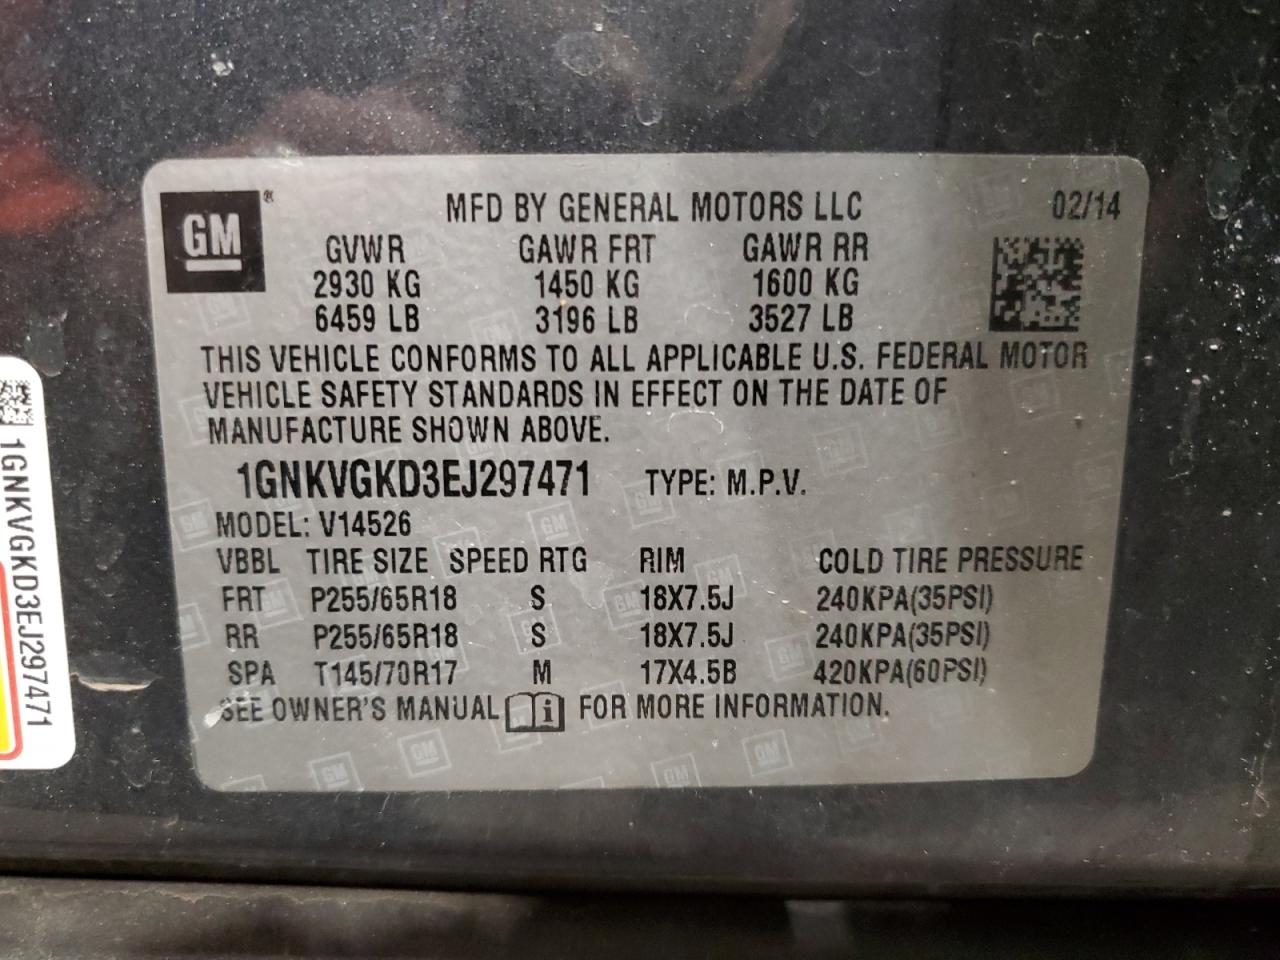 GM®
MFD BY GENERAL MOTORS LLC 02/14
GVWR GAWR FRT GAWR RR
2930 KG 1450 KG 1600 KG
6459 LB 3196 LB 3527 LB
THIS VEHICLE CONFORMS TO ALL APPLICABLE U.S. FEDERAL MOTOR
VEHICLE SAFETY STANDARDS IN EFFECT ON THE DATE OF
MANUFACTURE SHOWN ABOVE.
1GNKVGKD3EJ297471 TYPE: M.P.V.
MODEL: V14526
VBBL TIRE SIZE SPEED RTG RIM COLD TIRE PRESSURE
FRT P255/65R18 S 18X7.5J 240KPA(35PSI)
RR P255/65R18 S 18X7.5J 240KPA(35PSI)
SPA T145/70R17 M 17X4.5B 420KPA(60PSI)
SEE OWNER'S MANUAL i FOR MORE INFORMATION.
1GNKVGKD3EJ297471